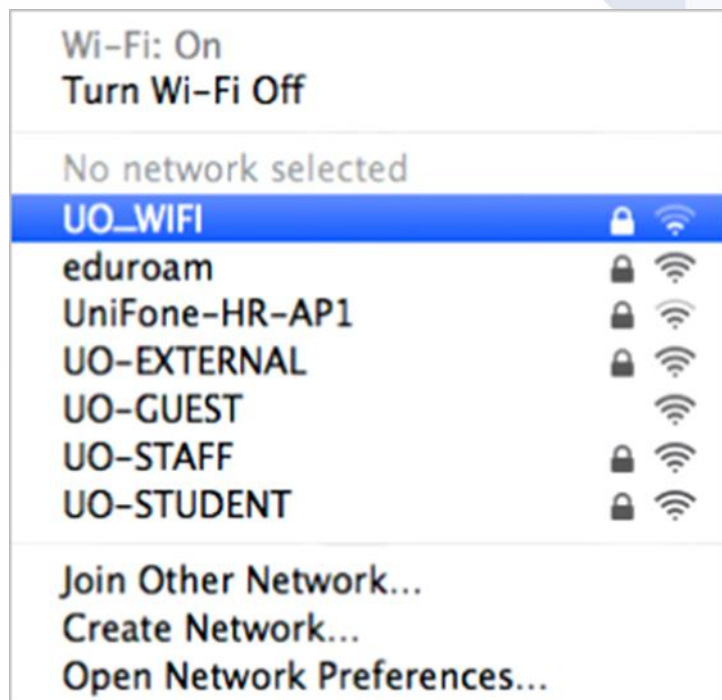 Wi-Fi: On
Turn Wi-Fi Off
No network selected
UO_WIFI
eduroam
UniFone-HR-AP1
UO-EXTERNAL
UO-GUEST
UO-STAFF
UO-STUDENT
Join Other Network...
Create Network...
Open Network Preferences...